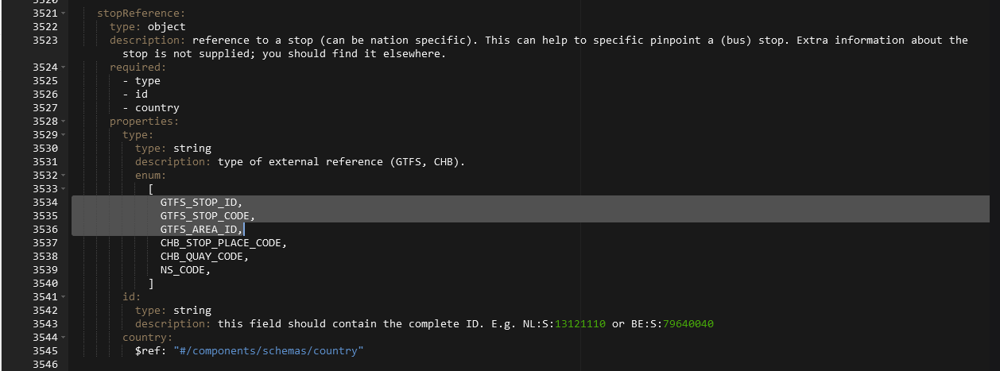 3520
3521 stopReference:
3522 type: object
3523 description: reference to a stop (can be nation specific). This can help to specific pinpoint a (bus) stop. Extra information about the
stop is not supplied; you should find it elsewhere.
3524 required:
3525 - type
3526 - id
3527 - country
3528 properties:
3529 type:
3530 type: string
3531 description: type of external reference (GTFS, CHB).
3532 enum:
3533 [
3534 GTFS_STOP_ID,
3535 GTFS_STOP_CODE,
3536 GTFS_AREA_ID,
3537 CHB_STOP_PLACE_CODE,
3538 CHB_QUAY_CODE,
3539 NS_CODE,
3540 ]
3541 id:
3542 type: string
3543 description: this field should contain the complete ID. E.g. NL:S:13121110 or BE:S:79640040
3544 country:
3545 $ref: "#/components/schemas/country"
3546